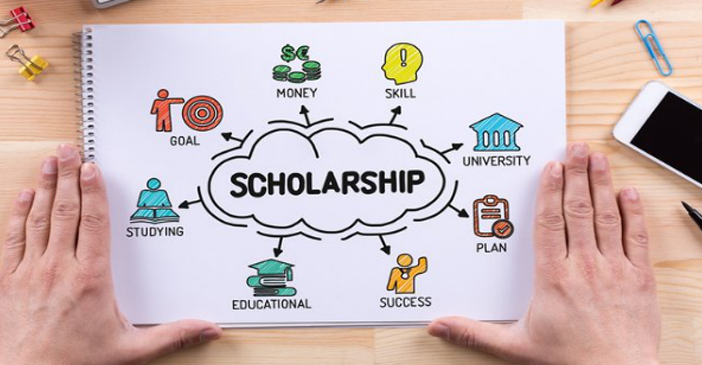 MONEY
SKILL
GOAL
UNIVERSITY
SCHOLARSHIP
STUDYING
PLAN
EDUCATIONAL
SUCCESS